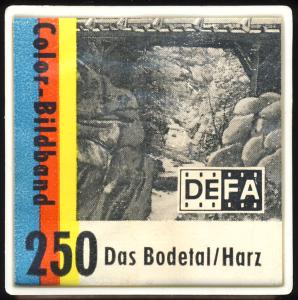 Color-Bildband
DEFA
250 Das Bodetal/Harz